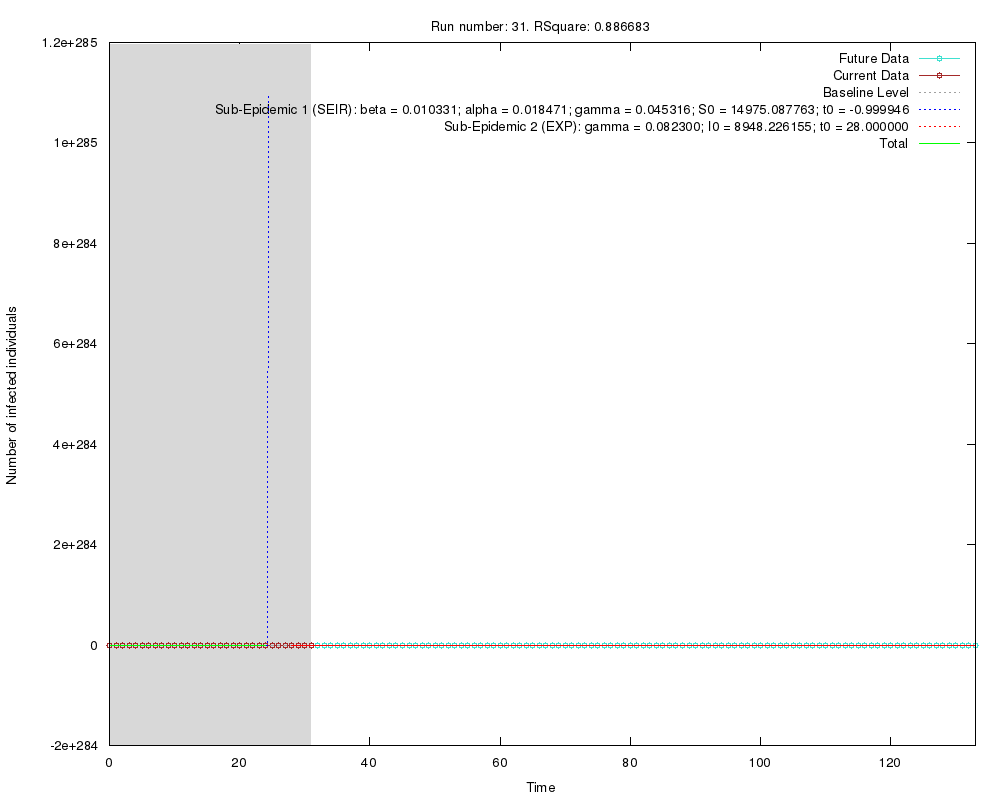 Run number: 31. RSquare: 0.886683
1.2e+285
1e+285
8e+284
6e+284
4e+284
2e+284
0
-2e+284
Number of infected individuals
Future Data
Current Data
Baseline Level
Sub-Epidemic 1 (SEIR): beta = 0.010331; alpha = 0.018471; gamma = 0.045316; S0 = 14975.087763; t0 = -0.999946
Sub-Epidemic 2 (EXP): gamma = 0.082300; I0 = 8948.226155; t0 = 28.000000
Total
0 20 40 60 80 100 120
Time